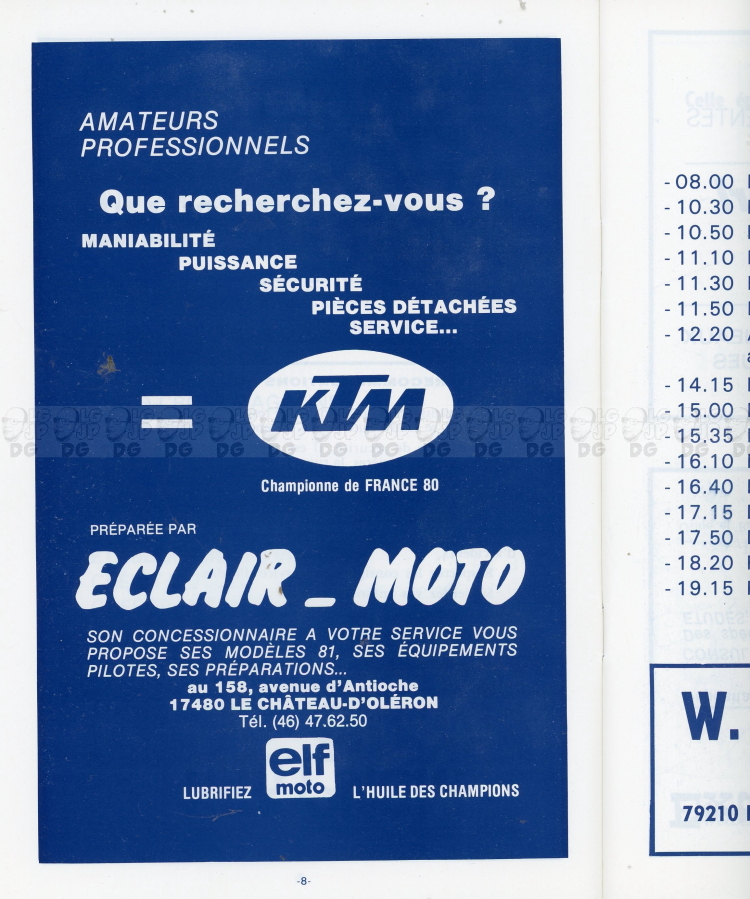 AMATEURS
PROFESSIONNELS
Que recherchez-vous ?
MANIABILITÉ
PUISSANCE
SÉCURITÉ
PIÈCES DÉTACHÉES
SERVICE...
= KTM
Championne de FRANCE 80
PRÉPARÉE PAR
ECLAIR_MOTO
SON CONCESSIONNAIRE A VOTRE SERVICE VOUS
PROPOSE SES MODÈLES 81, SES ÉQUIPEMENTS
PILOTES, SES PRÉPARATIONS...
au 158, avenue d'Antioche
17480 LE CHÂTEAU-D'OLÉRON
Tél. (46) 47.62.50
elf
moto
LUBRIFIEZ L'HUILE DES CHAMPIONS
-8-
- 08.00
- 10.30
- 10.50
- 11.10
- 11.30
- 11.50
- 12.20
- 14.15
- 15.00
- 15.35
- 16.10
- 16.40
- 17.15
- 17.50
- 18.20
- 19.15
W.
79210